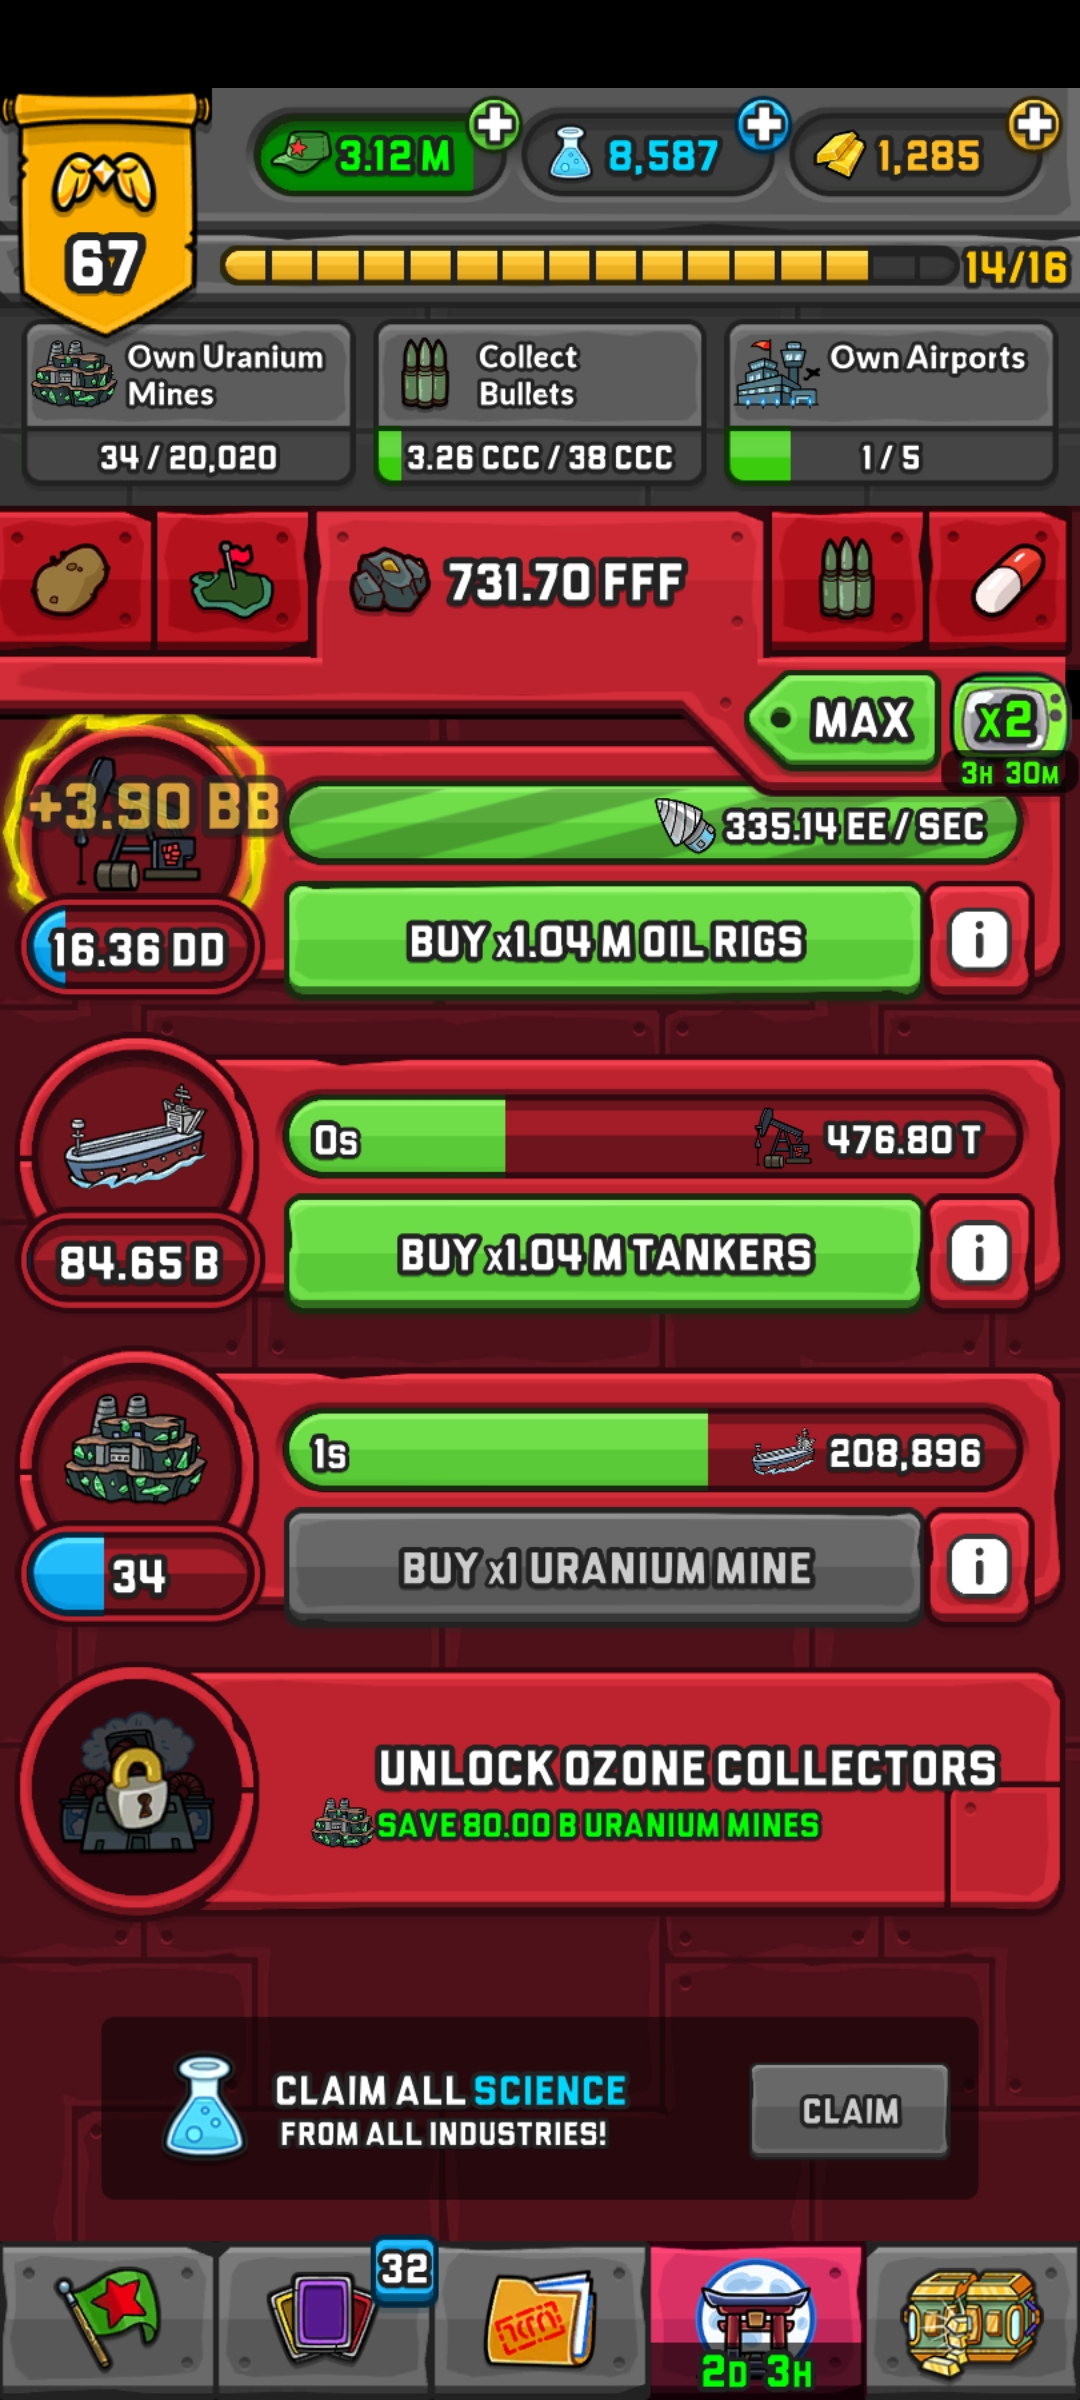 3.12 M
8,587
1,285
67
14/16
Own Uranium
Mines
34 / 20,020
Collect
Bullets
3.26 CCC / 38 CCC
Own Airports
1 / 5
731.70 FFF
MAX
x2
3H 30M
+3.90 BB
335.14 EE / SEC
16.36 DD
BUY x1.04 M OIL RIGS
i
0s
476.80 T
84.65 B
BUY x1.04 M TANKERS
i
1s
208,896
34
BUY x1 URANIUM MINE
i
UNLOCK OZONE COLLECTORS
SAVE 80.00 B URANIUM MINES
CLAIM ALL SCIENCE
FROM ALL INDUSTRIES!
CLAIM
32
2D 3H